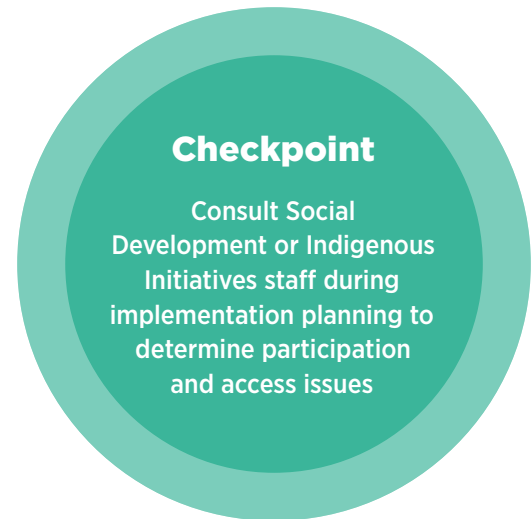 Checkpoint
Consult Social
Development or Indigenous
Initiatives staff during
implementation planning to
determine participation
and access issues